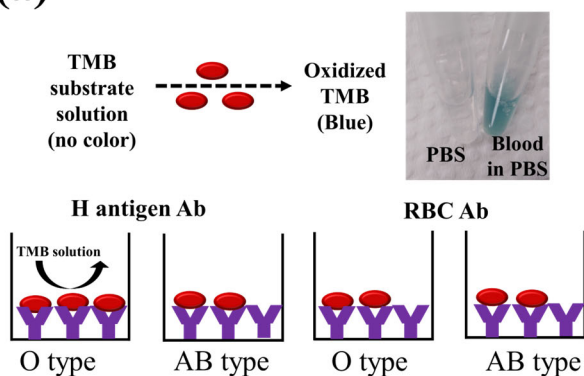 TMB
substrate
solution
(no color)
Oxidized
TMB
(Blue)
PBS
Blood
in PBS
H antigen Ab
RBC Ab
TMB solution
O type
AB type
O type
AB type